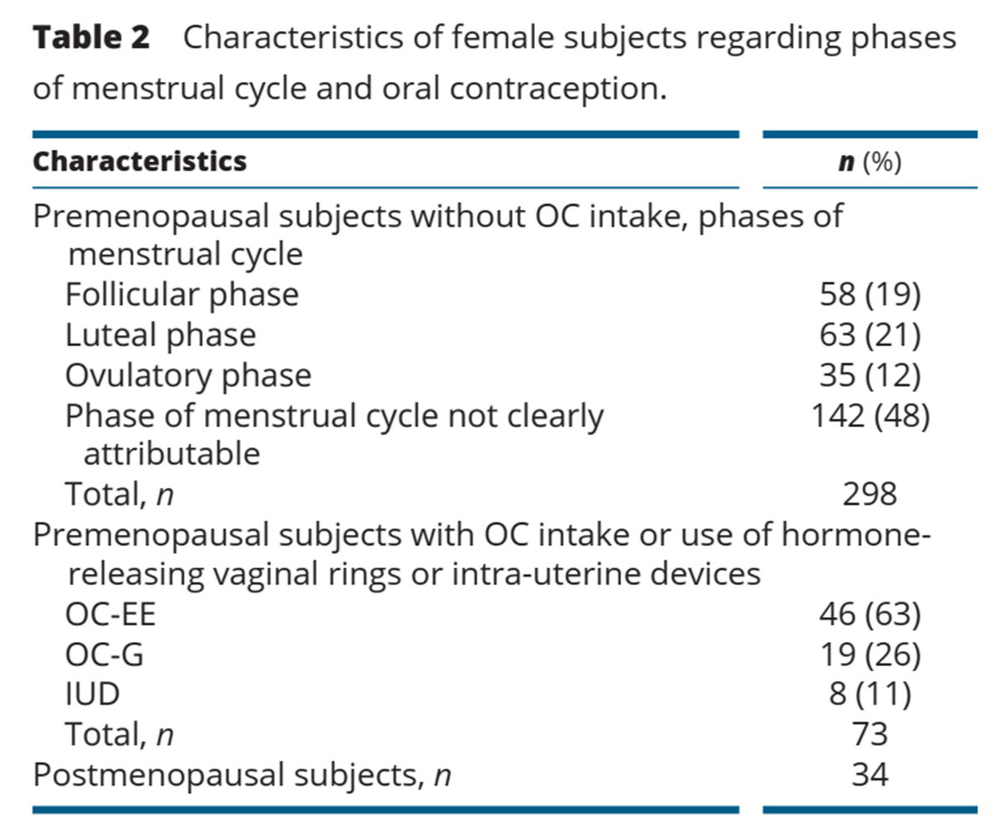 Table 2 Characteristics of female subjects regarding phases
of menstrual cycle and oral contraception.
Characteristics n (%)
Premenopausal subjects without OC intake, phases of
menstrual cycle
Follicular phase 58 (19)
Luteal phase 63 (21)
Ovulatory phase 35 (12)
Phase of menstrual cycle not clearly 142 (48)
attributable
Total, n 298
Premenopausal subjects with OC intake or use of hormone-
releasing vaginal rings or intra-uterine devices
OC-EE 46 (63)
OC-G 19 (26)
IUD 8 (11)
Total, n 73
Postmenopausal subjects, n 34